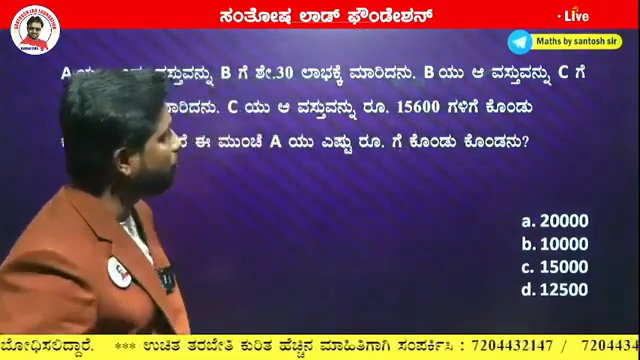 ಸಂತೋಷ ಲಾಡ್ ಫೌಂಡೇಶನ್
Live
Maths by santosh sir
ವಸ್ತುವನ್ನು B ಗೆ ಶೇ.30 ಲಾಭಕ್ಕೆ ಮಾರಿದನು. B ಯು ಆ ವಸ್ತುವನ್ನು C ಗೆ
ಮಾರಿದನು. C ಯು ಆ ವಸ್ತುವನ್ನು ರೂ. 15600 ಗಳಿಗೆ ಕೊಂಡು
ಈ ಮುಂಚೆ A ಯು ಎಷ್ಟು ರೂ. ಗೆ ಕೊಂಡು ಕೊಂಡನು?
a. 20000
b. 10000
c. 15000
d. 12500
ಬೋಧಿಸಲಿದ್ದಾರೆ. *** ಉಚಿತ ತರಬೇತಿ ಕುರಿತ ಹೆಚ್ಚಿನ ಮಾಹಿತಿಗಾಗಿ ಸಂಪರ್ಕಿಸಿ : 7204432147 / 7204434